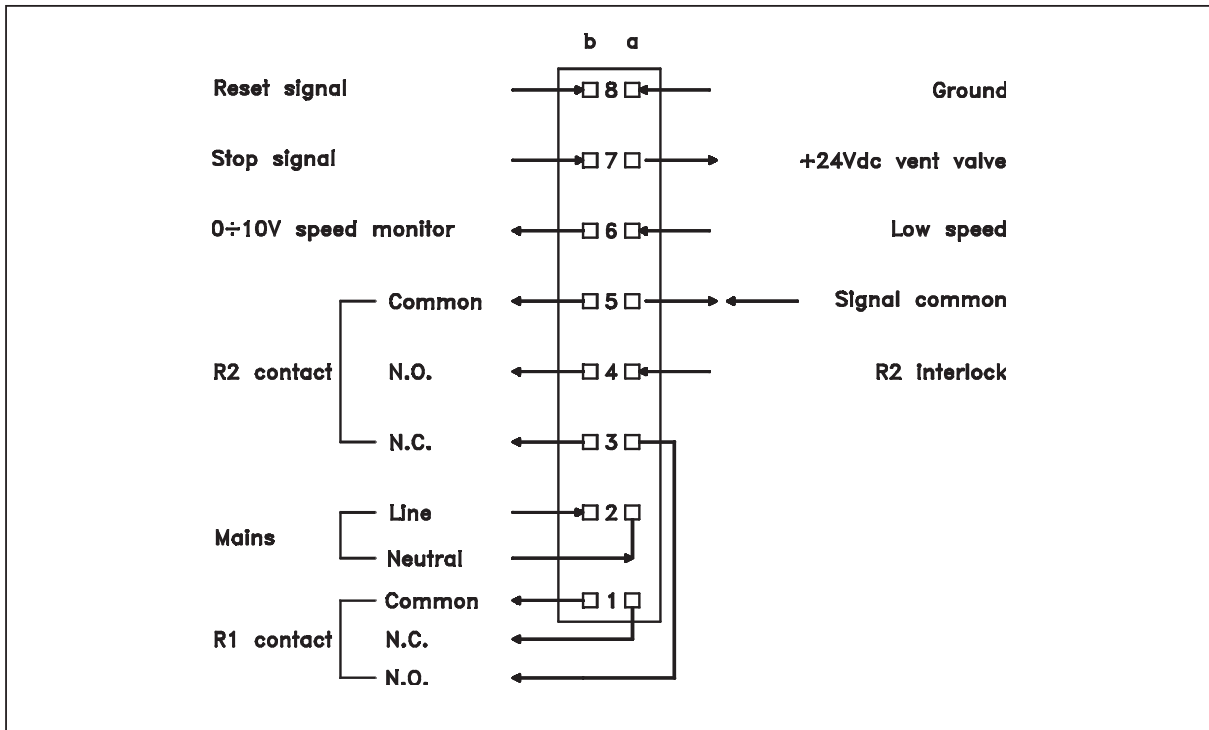 b a
Reset signal 8 Ground
Stop signal 7 +24Vdc vent valve
0÷10V speed monitor 6 Low speed
Common 5 Signal common
R2 contact N.O. 4 R2 interlock
N.C. 3
Line 2
Mains
Neutral
Common 1
R1 contact N.C.
N.O.